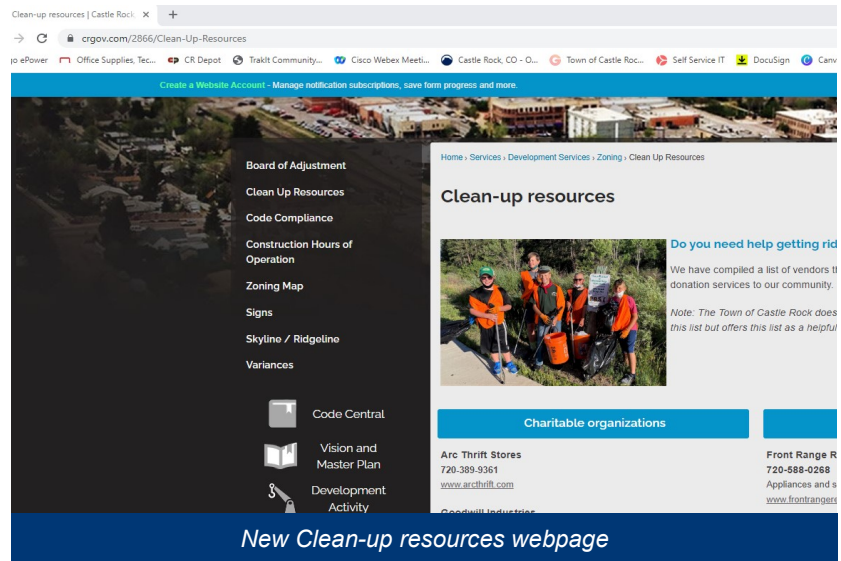 Clean-up resources | Castle Rock
crgov.com/2866/Clean-Up-Resources
go ePower Office Supplies, Tec... CR Depot TrakIt Community... Cisco Webex Meeti... Castle Rock, CO - O... Town of Castle Roc... Self Service IT DocuSign Canv
Create a Website Account - Manage notification subscriptions, save form progress and more.
Home › Services › Development Services › Zoning › Clean Up Resources
Board of Adjustment
Clean Up Resources
Code Compliance
Construction Hours of
Operation
Zoning Map
Signs
Skyline / Ridgeline
Variances
Code Central
Vision and
Master Plan
Development
Activity
Clean-up resources
Do you need help getting rid
We have compiled a list of vendors th
donation services to our community.
Note: The Town of Castle Rock does
this list but offers this list as a helpful
Charitable organizations
Arc Thrift Stores
720-389-9361
www.arcthrift.com
Goodwill Industries
Front Range R
720-588-0268
Appliances and s
www.frontrangere
New Clean-up resources webpage